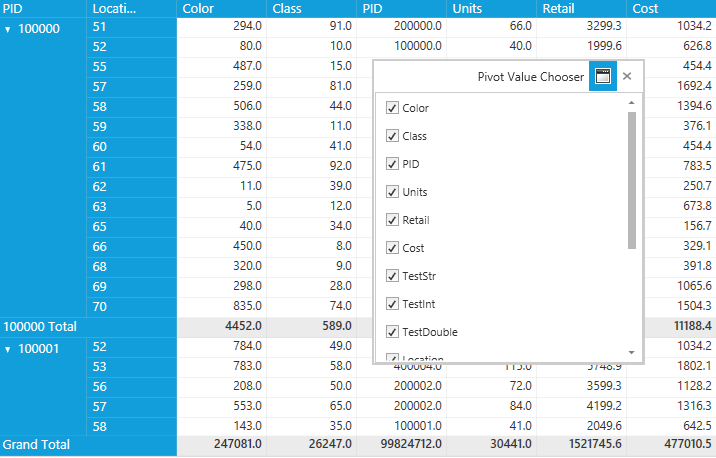 PID Locati... Color Class PID Units Retail Cost
100000 51 294.0 91.0 200000.0 66.0 3299.3 1034.2
52 80.0 10.0 100000.0 40.0 1999.6 626.8
55 487.0 15.0 454.4
Pivot Value Chooser
57 259.0 81.0 1692.4
58 506.0 44.0 1394.6
Color
59 338.0 11.0 376.1
Class
60 54.0 41.0 454.4
61 475.0 92.0 783.5
PID
62 11.0 39.0 250.7
Units
63 5.0 12.0 673.8
65 40.0 34.0 156.7
Retail
66 450.0 8.0 329.1
Cost
68 320.0 9.0 391.8
TestStr
69 298.0 28.0 1065.6
70 835.0 74.0 1504.3
TestInt
100000 Total 4452.0 589.0 11188.4
TestDouble
100001 52 784.0 49.0 1034.2
Location
53 783.0 58.0 400004.0 115.0 5748.9 1802.1
56 208.0 50.0 200002.0 72.0 3599.3 1128.2
57 553.0 65.0 200002.0 84.0 4199.2 1316.3
58 143.0 35.0 100001.0 41.0 2049.6 642.5
Grand Total 247081.0 26247.0 99824712.0 30441.0 1521745.6 477010.5